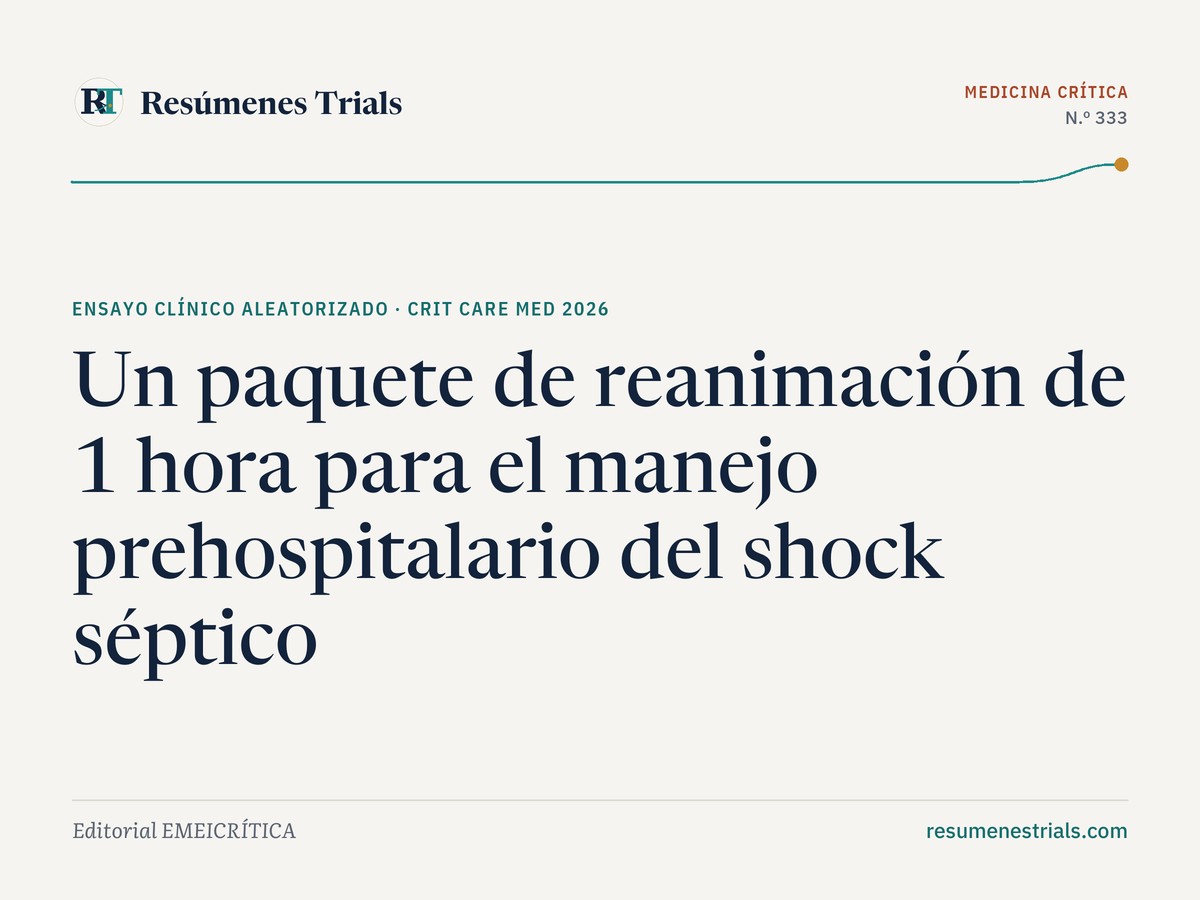 RT Resúmenes Trials
MEDICINA CRÍTICA
N.º 333
ENSAYO CLÍNICO ALEATORIZADO · CRIT CARE MED 2026
Un paquete de reanimación de
1 hora para el manejo
prehospitalario del shock
séptico
Editorial EMEICRÍTICA
resumenestrials.com